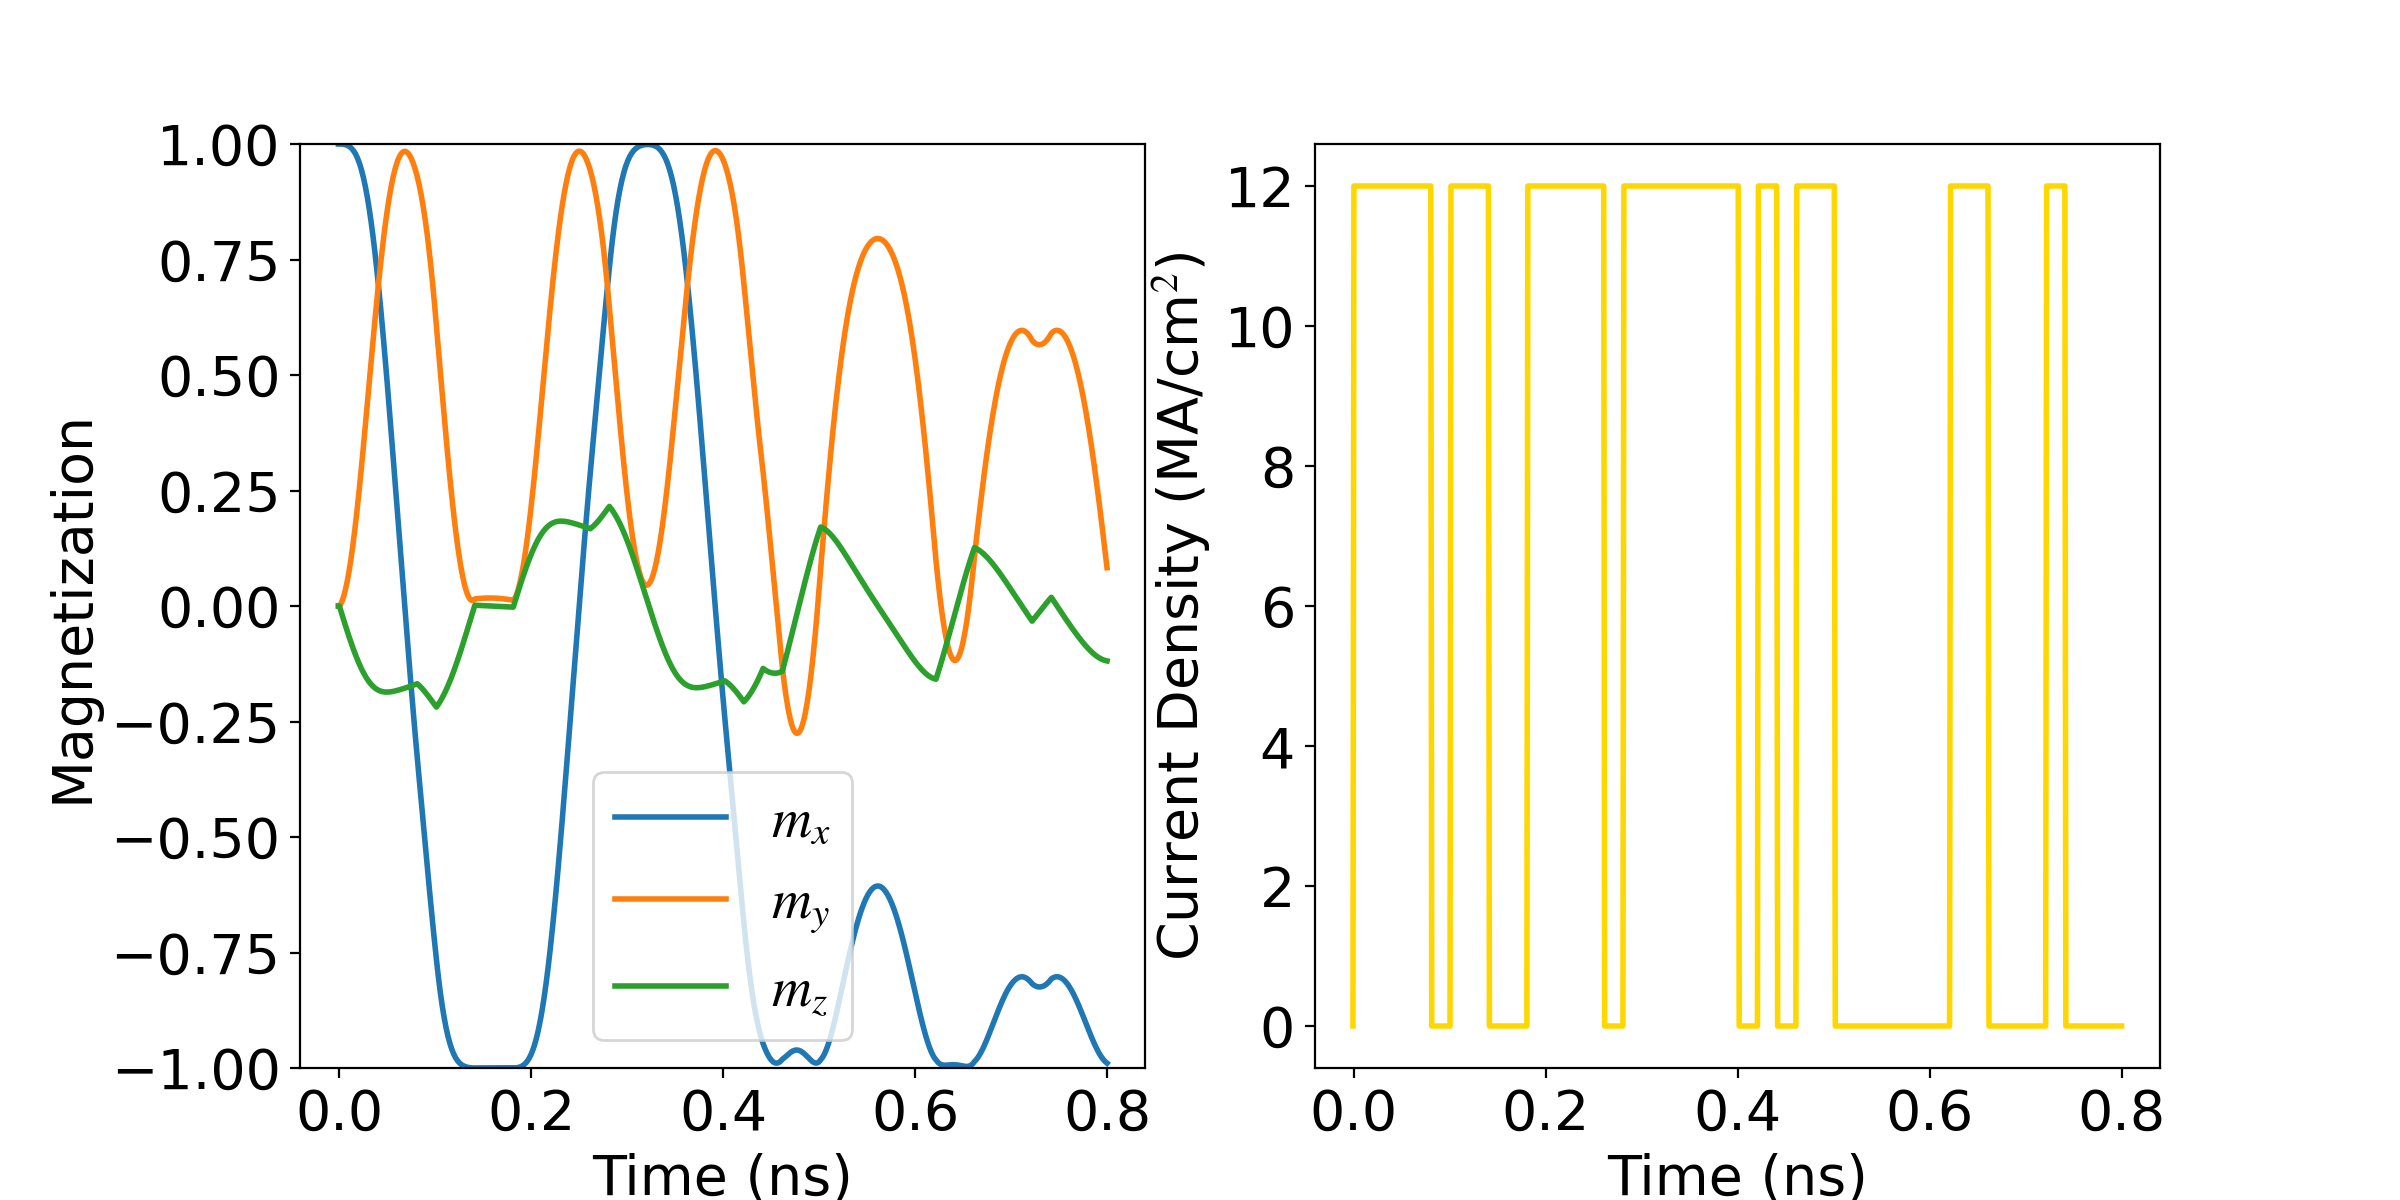 Magnetization
1.00
0.75
0.50
0.25
0.00
−0.25
−0.50
−0.75
−1.00
0.0 0.2 0.4 0.6 0.8
Time (ns)
m_x
m_y
m_z
Current Density (MA/cm²)
12
10
8
6
4
2
0
0.0 0.2 0.4 0.6 0.8
Time (ns)